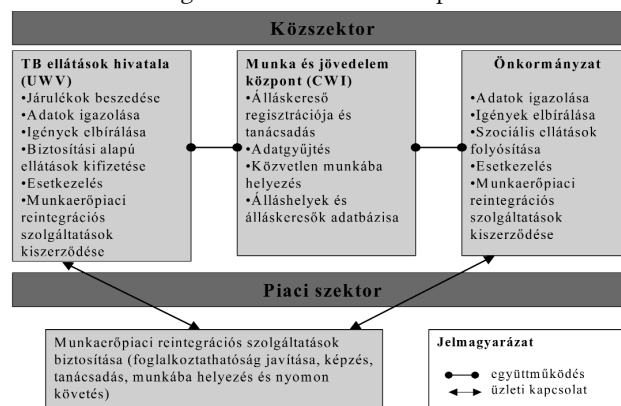 Közszektor
TB ellátások hivatala
(UWV)
•Járulékok beszedése
•Adatok igazolása
•Igények elbírálása
•Biztosítási alapú
ellátások kifizetése
•Esetkezelés
•Munkaerőpiaci
reintegrációs
szolgáltatások
kiszerződése
Munka és jövedelem
központ (CWI)
•Álláskereső
regisztrációja és
tanácsadás
•Adatgyűjtés
•Közvetlen munkába
helyezés
•Álláshelyek és
álláskeresők adatbázisa
Önkormányzat
•Adatok igazolása
•Igények elbírálása
•Szociális ellátások
folyósítása
•Esetkezelés
•Munkaerőpiaci
reintegrációs
szolgáltatások
kiszerződése
Piaci szektor
Munkaerőpiaci reintegrációs szolgáltatások
biztosítása (foglalkoztathatóság javítása, képzés,
tanácsadás, munkába helyezés és nyomon
követés)
Jelmagyarázat
együttműködés
üzleti kapcsolat